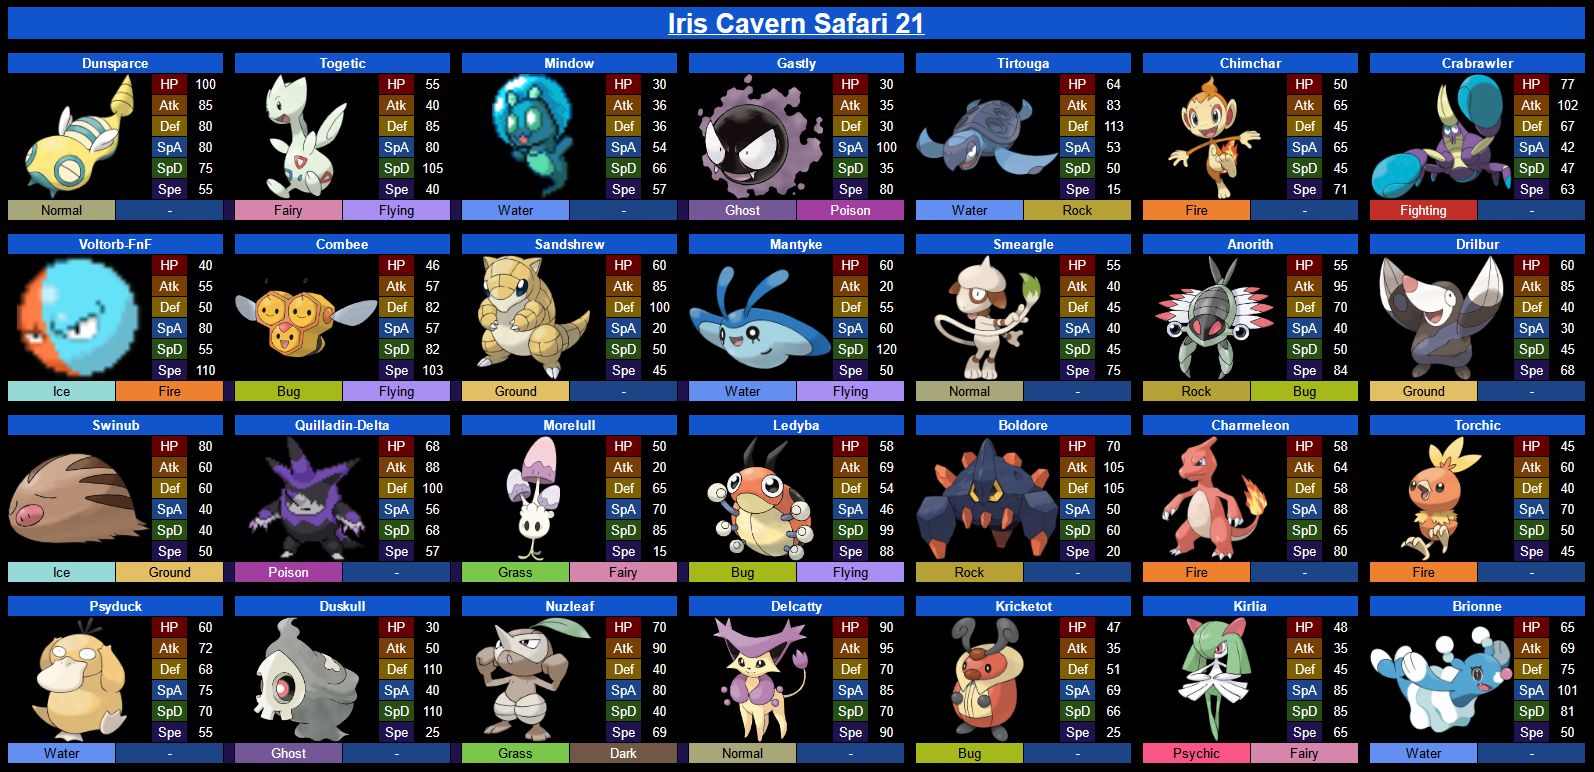 Iris Cavern Safari 21
Dunsparce Togetic Mindow Gastly Tirtouga Chimchar Crabrawler
HP 100 HP 55 HP 30 HP 30 HP 64 HP 50 HP 77
Atk 85 Atk 40 Atk 36 Atk 35 Atk 83 Atk 65 Atk 102
Def 80 Def 85 Def 36 Def 30 Def 113 Def 45 Def 67
SpA 80 SpA 80 SpA 54 SpA 100 SpA 53 SpA 65 SpA 42
SpD 75 SpD 105 SpD 66 SpD 35 SpD 50 SpD 45 SpD 47
Spe 55 Spe 40 Spe 57 Spe 80 Spe 15 Spe 71 Spe 63
Normal - Fairy Flying Water - Ghost Poison Water Rock Fire - Fighting -
Voltorb-FnF Combee Sandshrew Mantyke Smeargle Anorith Drilbur
HP 40 HP 46 HP 60 HP 60 HP 55 HP 55 HP 60
Atk 55 Atk 57 Atk 85 Atk 20 Atk 40 Atk 95 Atk 85
Def 50 Def 82 Def 100 Def 55 Def 45 Def 70 Def 40
SpA 80 SpA 57 SpA 20 SpA 60 SpA 40 SpA 40 SpA 30
SpD 55 SpD 82 SpD 50 SpD 120 SpD 45 SpD 50 SpD 45
Spe 110 Spe 103 Spe 45 Spe 50 Spe 75 Spe 84 Spe 68
Ice Fire Bug Flying Ground - Water Flying Normal - Rock Bug Ground -
Swinub Quilladin-Delta Morelull Ledyba Boldore Charmeleon Torchic
HP 80 HP 68 HP 50 HP 58 HP 70 HP 58 HP 45
Atk 60 Atk 88 Atk 20 Atk 69 Atk 105 Atk 64 Atk 60
Def 60 Def 100 Def 65 Def 54 Def 105 Def 58 Def 40
SpA 40 SpA 56 SpA 70 SpA 46 SpA 50 SpA 88 SpA 70
SpD 40 SpD 68 SpD 85 SpD 99 SpD 60 SpD 65 SpD 50
Spe 50 Spe 57 Spe 15 Spe 88 Spe 20 Spe 80 Spe 45
Ice Ground Poison - Grass Fairy Bug Flying Rock - Fire - Fire -
Psyduck Duskull Nuzleaf Delcatty Kricketot Kirlia Brionne
HP 60 HP 30 HP 70 HP 90 HP 47 HP 48 HP 65
Atk 72 Atk 50 Atk 90 Atk 95 Atk 35 Atk 35 Atk 69
Def 68 Def 110 Def 40 Def 70 Def 51 Def 45 Def 75
SpA 75 SpA 40 SpA 80 SpA 85 SpA 69 SpA 85 SpA 101
SpD 70 SpD 110 SpD 40 SpD 70 SpD 66 SpD 85 SpD 81
Spe 55 Spe 25 Spe 69 Spe 90 Spe 25 Spe 65 Spe 50
Water - Ghost - Grass Dark Normal - Bug - Psychic Fairy Water -